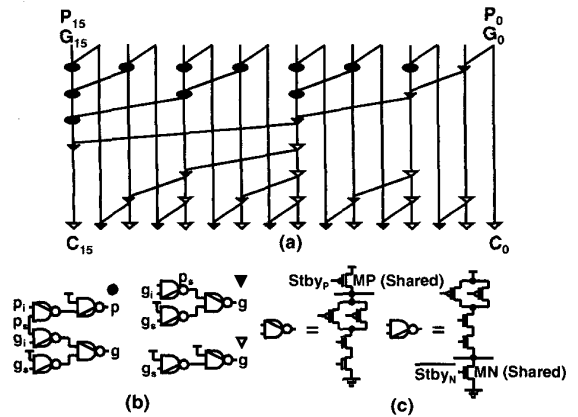 P15 P0
G15 G0
C15 (a) C0
pi p
ps
gi
gs g
(b)
gi ps
gs g
gs g
StbyP MP (Shared)
= =
StbyN MN (Shared)
(c)